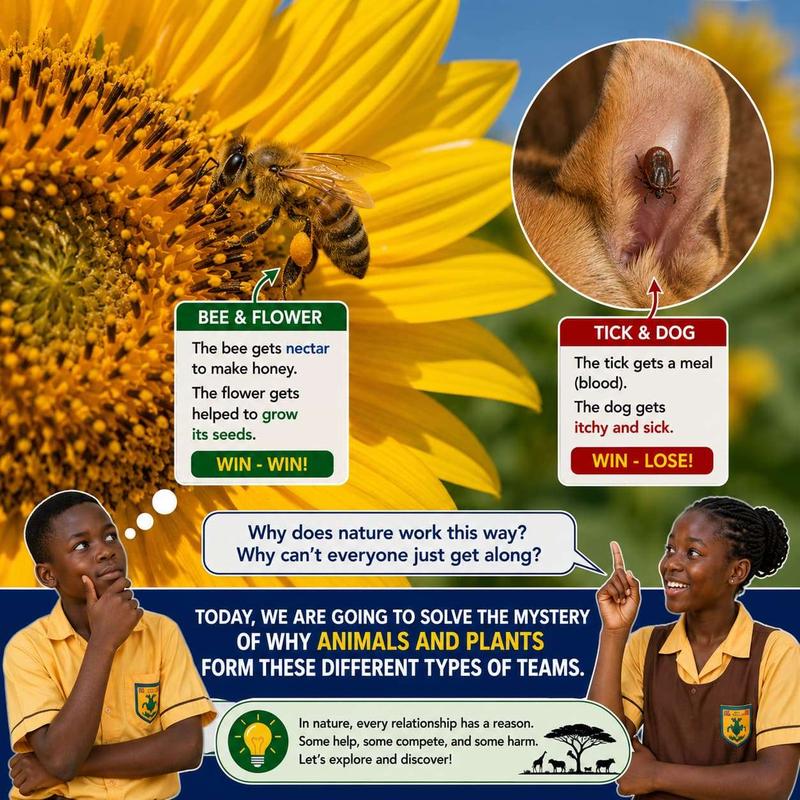 BEE & FLOWER
The bee gets nectar
to make honey.
The flower gets
helped to grow
its seeds.
WIN - WIN!
TICK & DOG
The tick gets a meal
(blood).
The dog gets
itchy and sick.
WIN - LOSE!
Why does nature work this way?
Why can't everyone just get along?
TODAY, WE ARE GOING TO SOLVE THE MYSTERY
OF WHY ANIMALS AND PLANTS
FORM THESE DIFFERENT TYPES OF TEAMS.
In nature, every relationship has a reason.
Some help, some compete, and some harm.
Let's explore and discover!